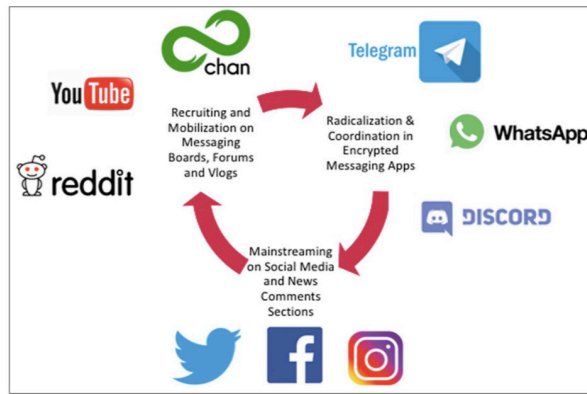 chan
Telegram
YouTube
Recruiting and
Mobilization on
Messaging
Boards, Forums
and Vlogs
Radicalization &
Coordination in
Encrypted
Messaging Apps
WhatsApp
reddit
DISCORD
Mainstreaming
on Social Media
and News
Comments
Sections
f